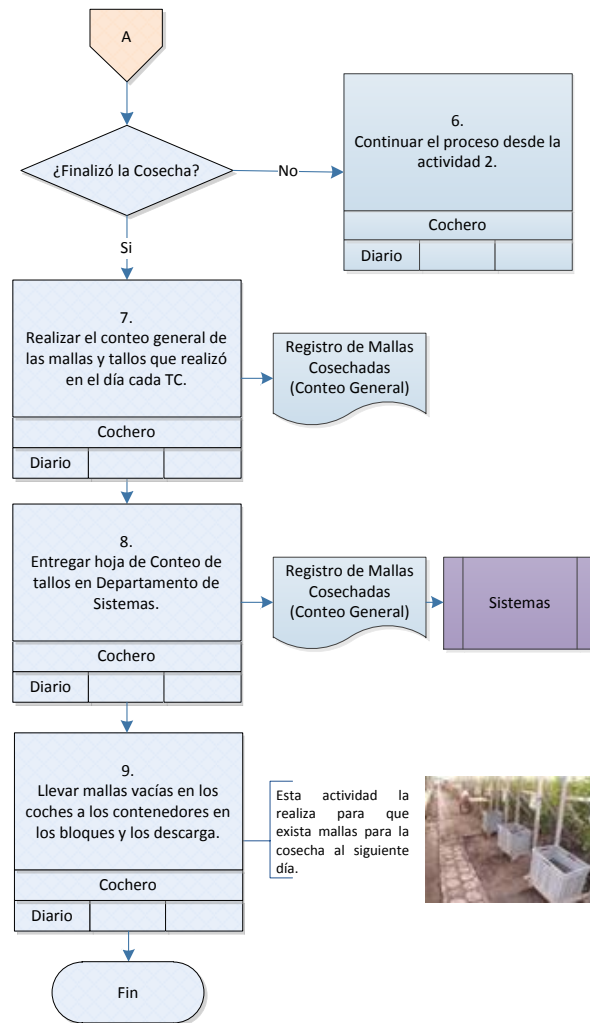 A
¿Finalizó la Cosecha?
No
6.
Continuar el proceso desde la
actividad 2.
Cochero
Diario
Si
7.
Realizar el conteo general de
las mallas y tallos que realizó
en el día cada TC.
Cochero
Diario
Registro de Mallas
Cosechadas
(Conteo General)
8.
Entregar hoja de Conteo de
tallos en Departamento de
Sistemas.
Cochero
Diario
Registro de Mallas
Cosechadas
(Conteo General)
Sistemas
9.
Llevar mallas vacías en los
coches a los contenedores en
los bloques y los descarga.
Cochero
Diario
Esta actividad la
realiza para que
exista mallas para la
cosecha al siguiente
día.
Fin